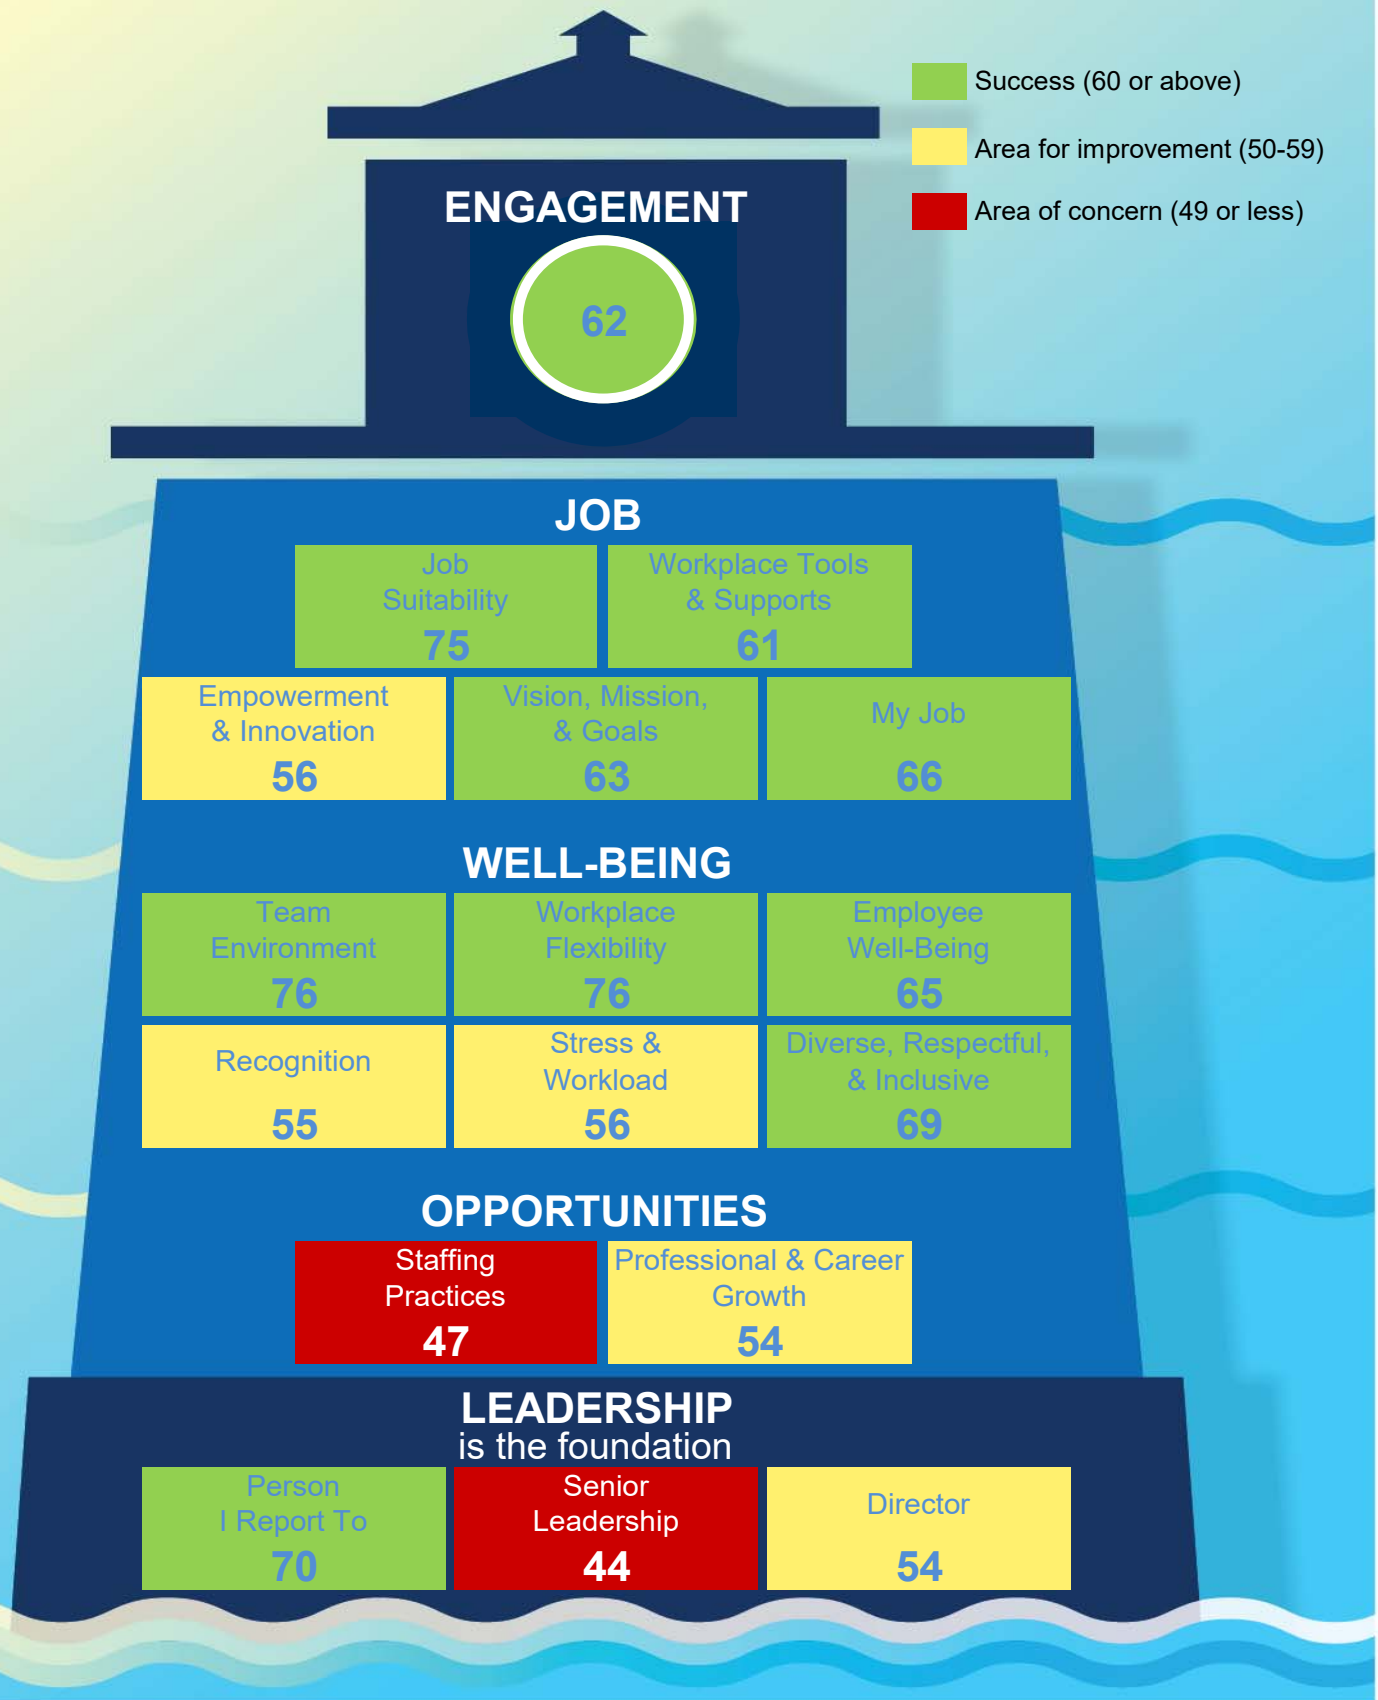 Success (60 or above)
Area for improvement (50-59)
Area of concern (49 or less)
ENGAGEMENT
62
JOB
Job
Suitability
75
Workplace Tools
& Supports
61
Empowerment
& Innovation
56
Vision, Mission,
& Goals
63
My Job
66
WELL-BEING
Team
Environment
76
Workplace
Flexibility
76
Employee
Well-Being
65
Recognition
55
Stress &
Workload
56
Diverse, Respectful,
& Inclusive
69
OPPORTUNITIES
Staffing
Practices
47
Professional & Career
Growth
54
LEADERSHIP
is the foundation
Person
I Report To
70
Senior
Leadership
44
Director
54